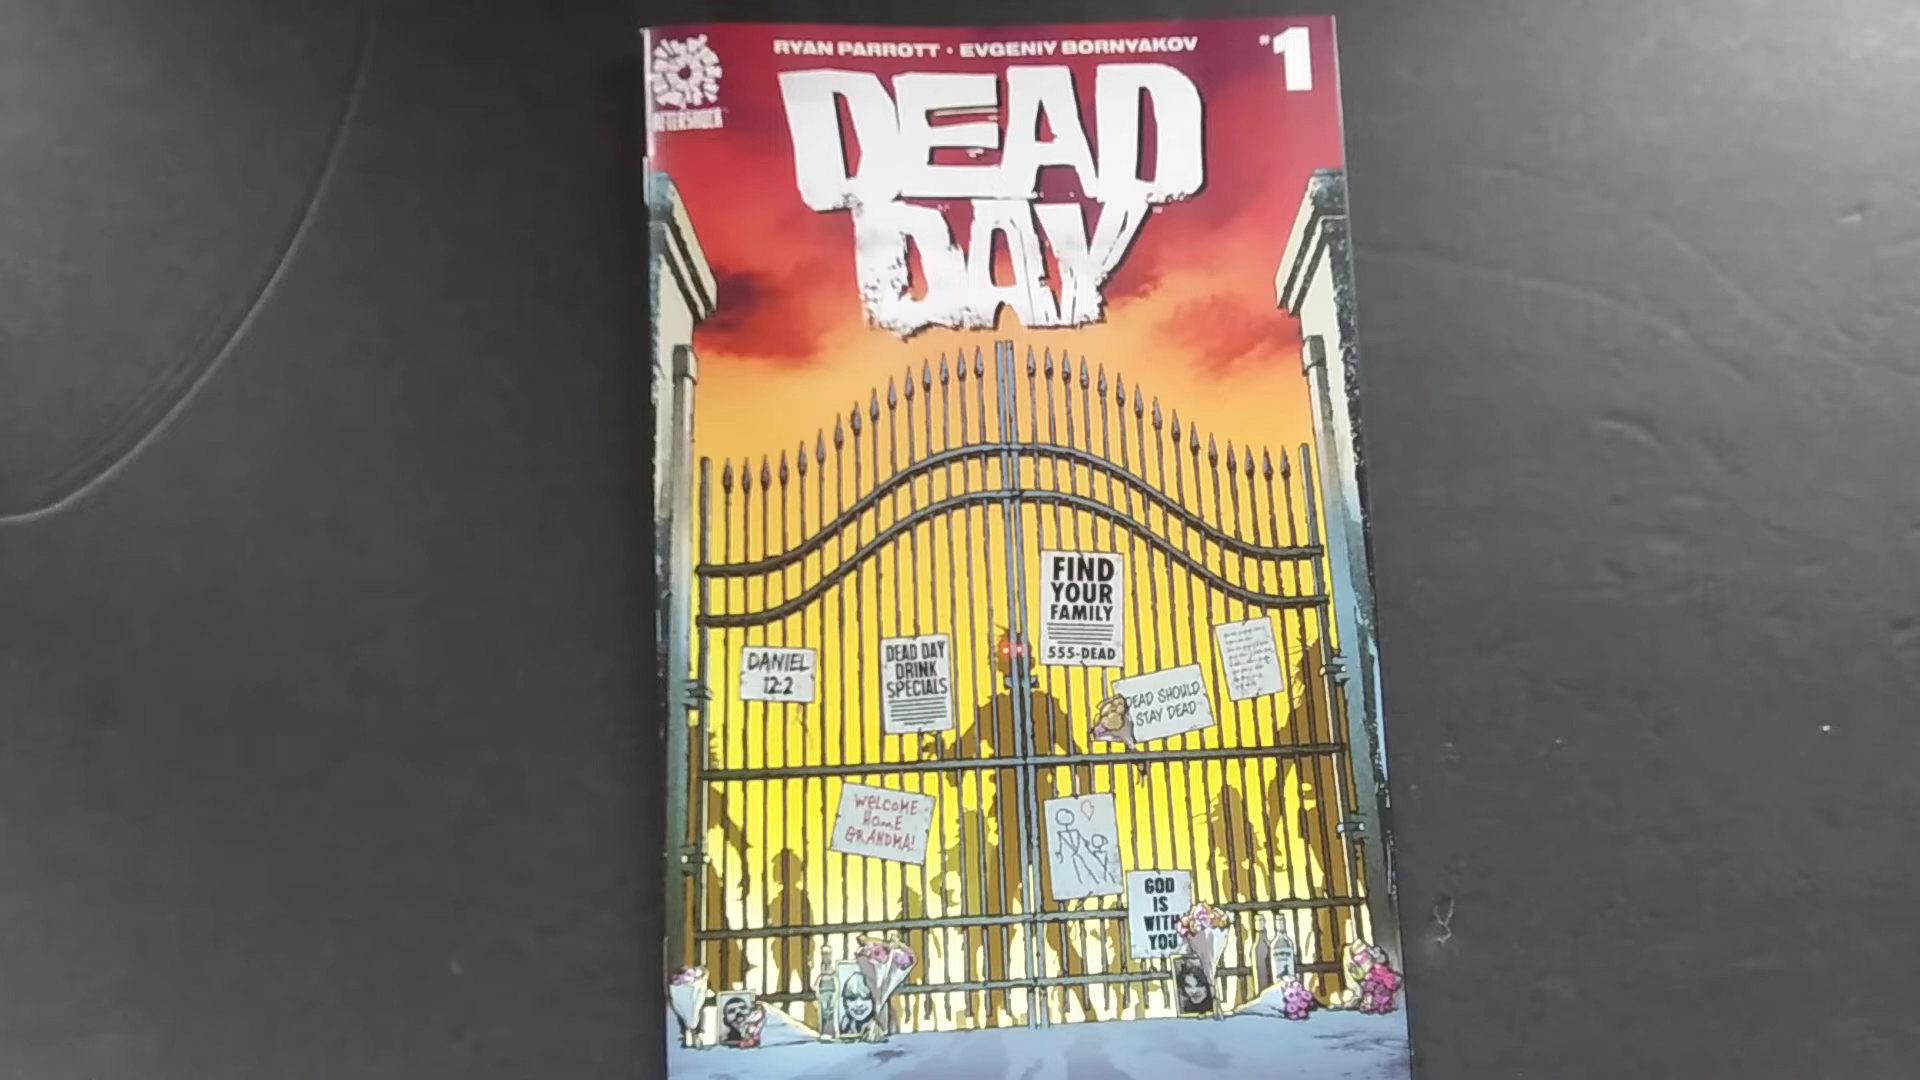 RYAN PARROTT • EVGENIY BORNYAKOV
#1
AFTERSHOCK
DEAD
DAY
FIND
YOUR
FAMILY
555-DEAD
DANIEL
12:2
DEAD DAY
DRINK
SPECIALS
DEAD SHOULD
STAY DEAD
WELCOME
HOME
GRANDMA!
GOD
IS
WITH
YOU